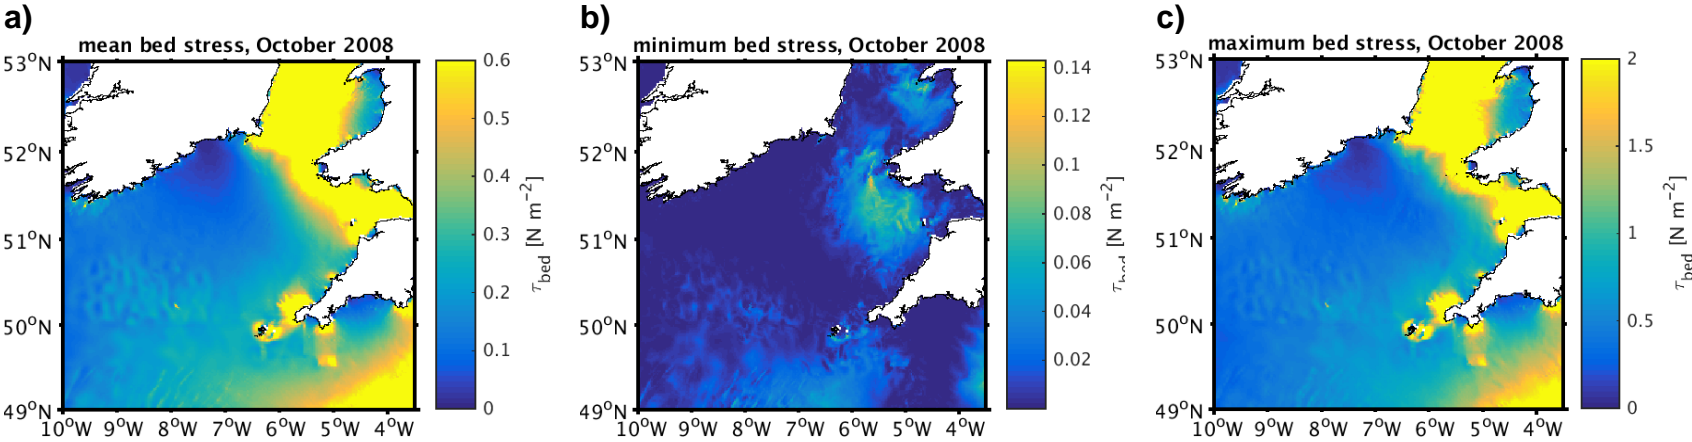 a)
mean bed stress, October 2008
53°N
52°N
51°N
50°N
49°N
10°W 9°W 8°W 7°W 6°W 5°W 4°W
0.6
0.5
0.4
0.3
0.2
0.1
0
τbed [N m-2]
b)
minimum bed stress, October 2008
53°N
52°N
51°N
50°N
49°N
10°W 9°W 8°W 7°W 6°W 5°W 4°W
0.14
0.12
0.1
0.08
0.06
0.04
0.02
τbed [N m-2]
c)
maximum bed stress, October 2008
53°N
52°N
51°N
50°N
49°N
10°W 9°W 8°W 7°W 6°W 5°W 4°W
2
1.5
1
0.5
0
τbed [N m-2]